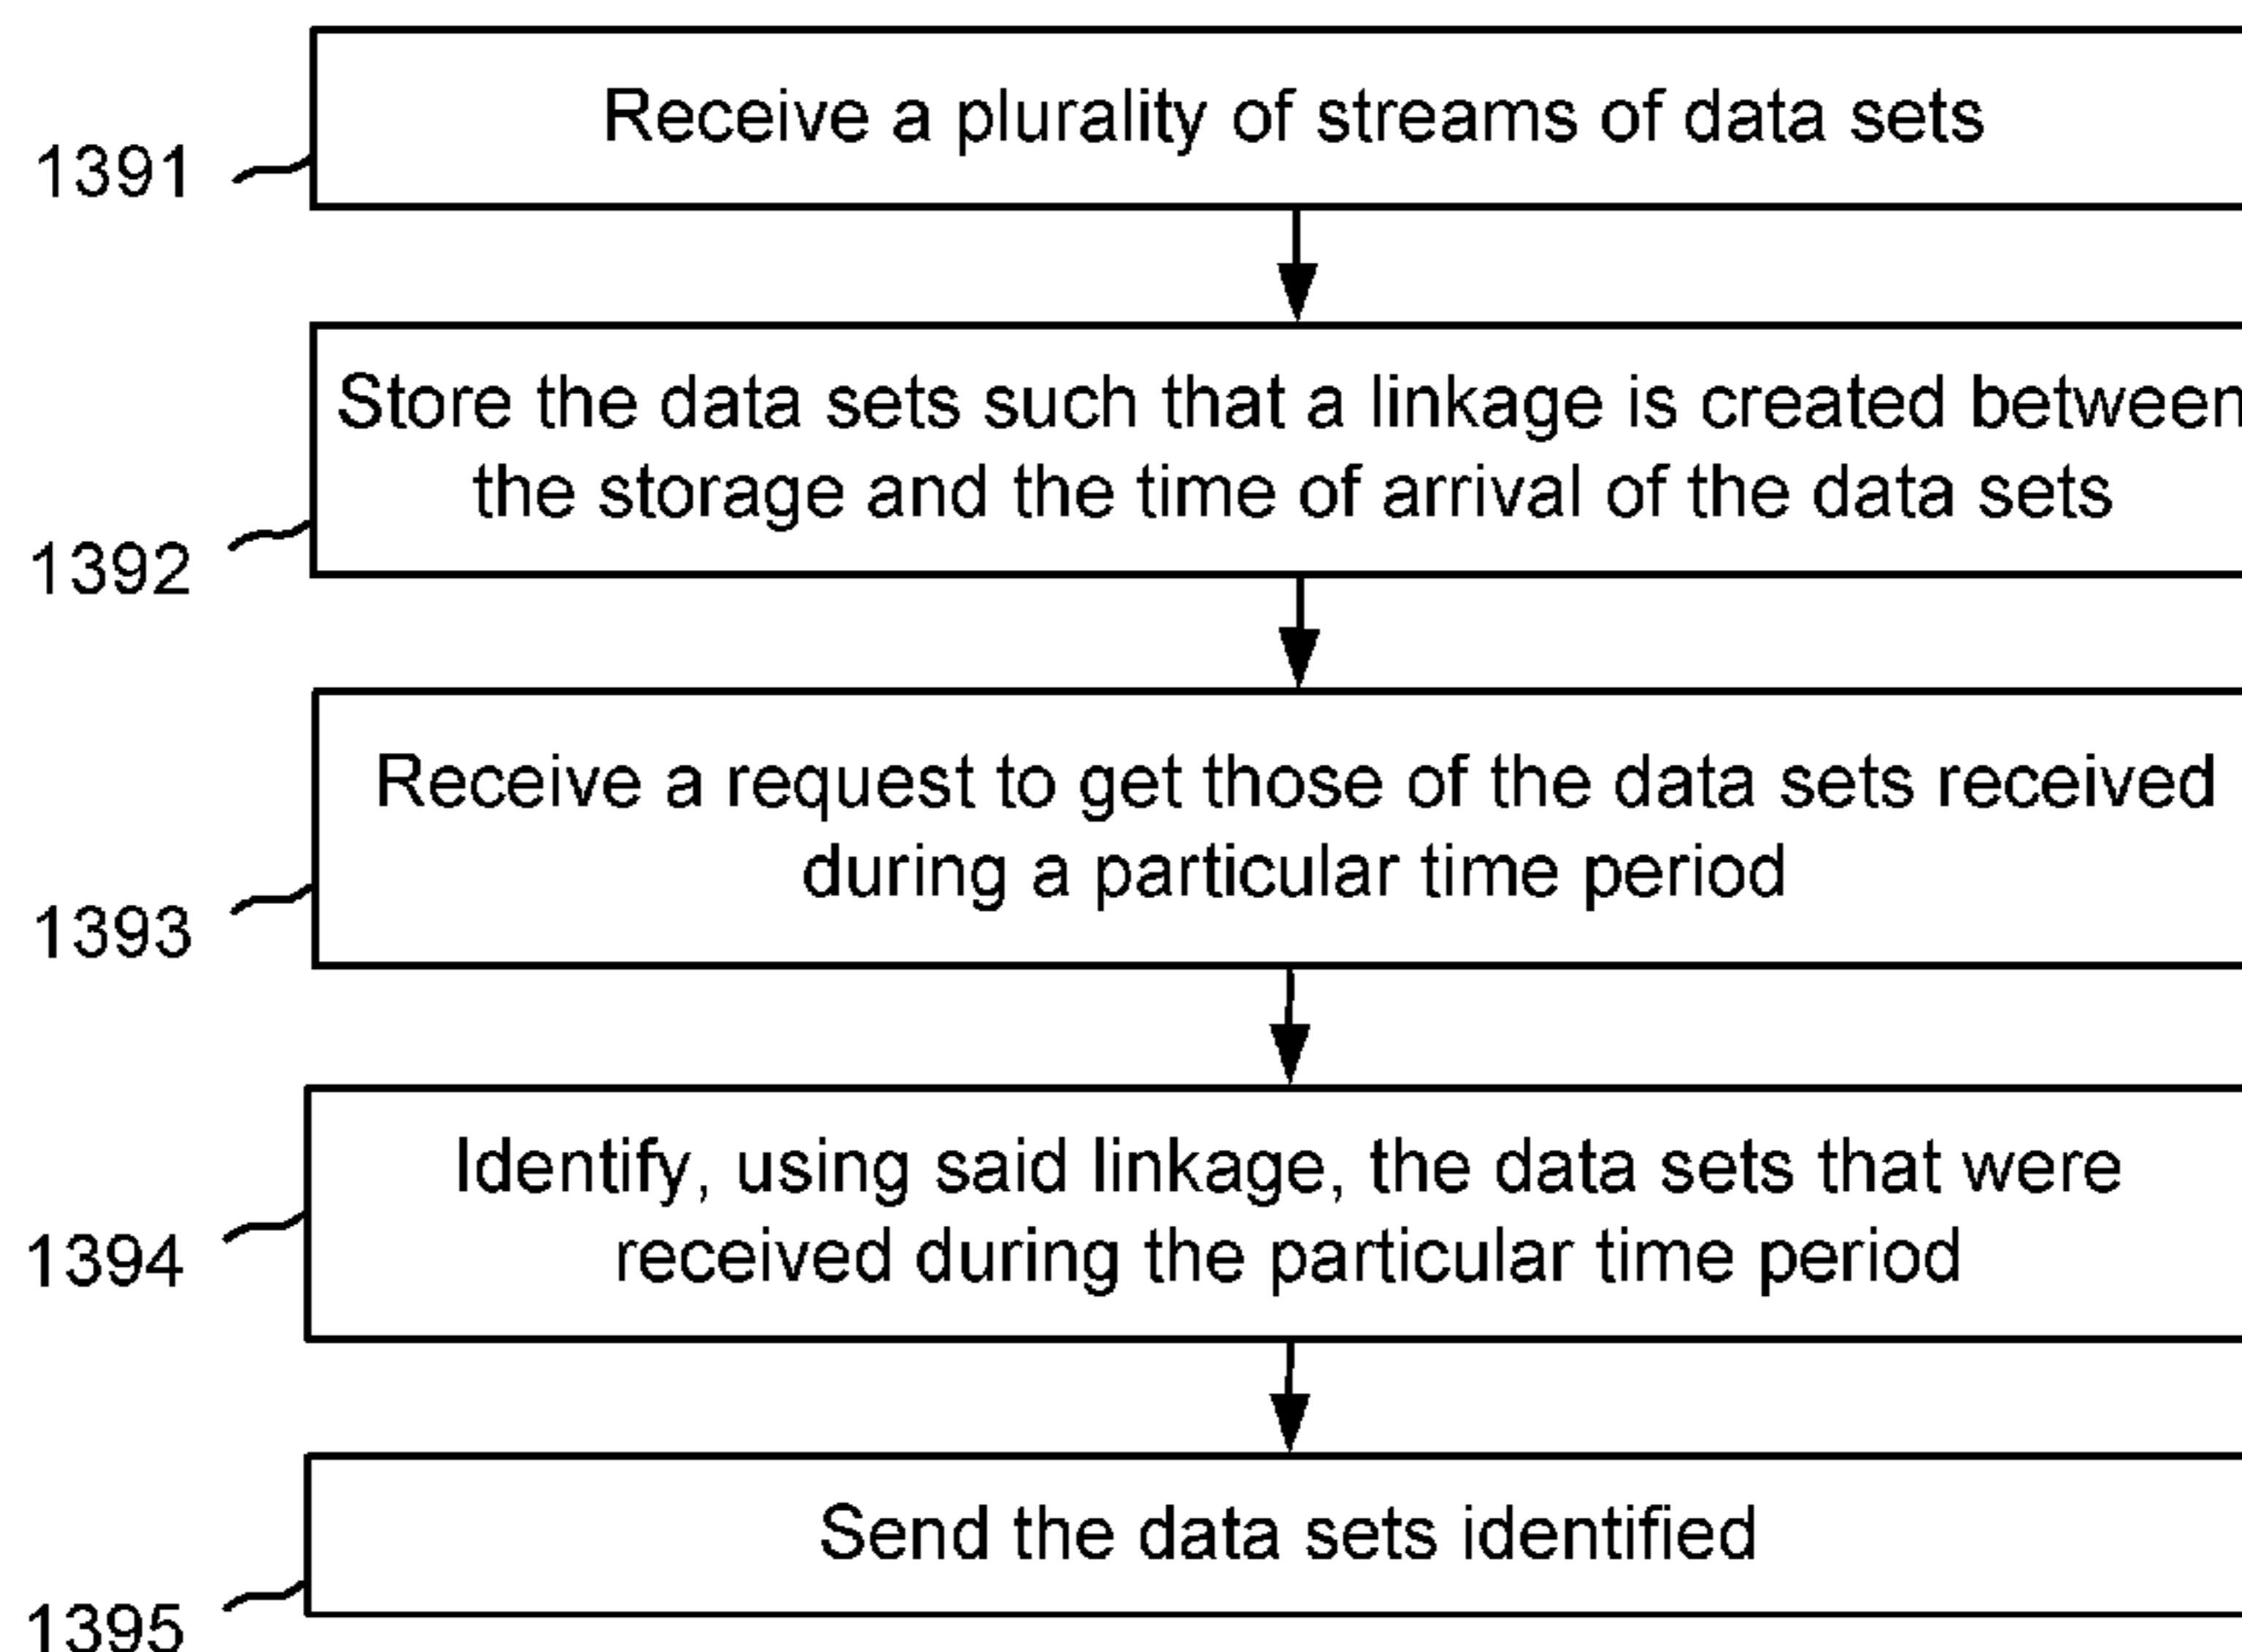 Receive a plurality of streams of data sets
1391
Store the data sets such that a linkage is created between
the storage and the time of arrival of the data sets
1392
Receive a request to get those of the data sets received
during a particular time period
1393
Identify, using said linkage, the data sets that were
received during the particular time period
1394
Send the data sets identified
1395